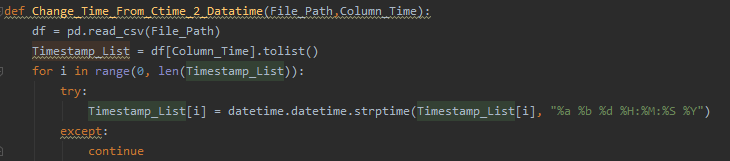 def Change_Time_From_Ctime_2_Datatime(File_Path,Column_Time):
    df = pd.read_csv(File_Path)
    Timestamp_List = df[Column_Time].tolist()
    for i in range(0, len(Timestamp_List)):
        try:
            Timestamp_List[i] = datetime.datetime.strptime(Timestamp_List[i], "%a %b %d %H:%M:%S %Y")
        except:
            continue